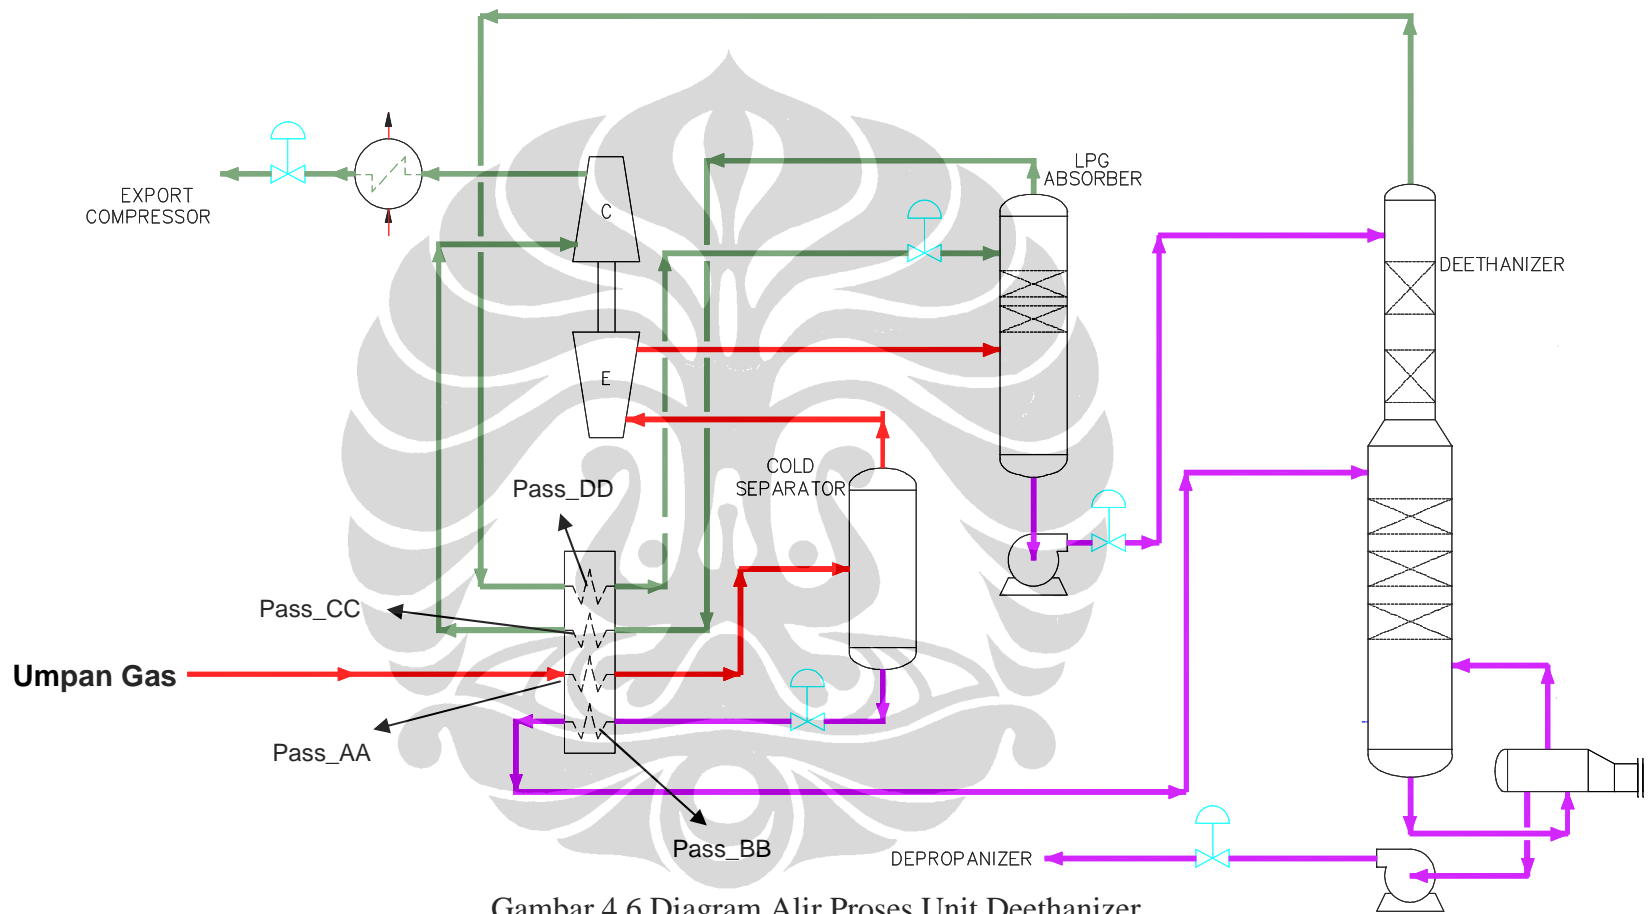 LPG
ABSORBER
EXPORT
COMPRESSOR
C
DEETHANIZER
E
COLD
SEPARATOR
Pass_DD
Pass_CC
Umpan Gas
Pass_AA
Pass_BB
DEPROPANIZER
Gambar 4.6 Diagram Alir Proses Unit Deethanizer